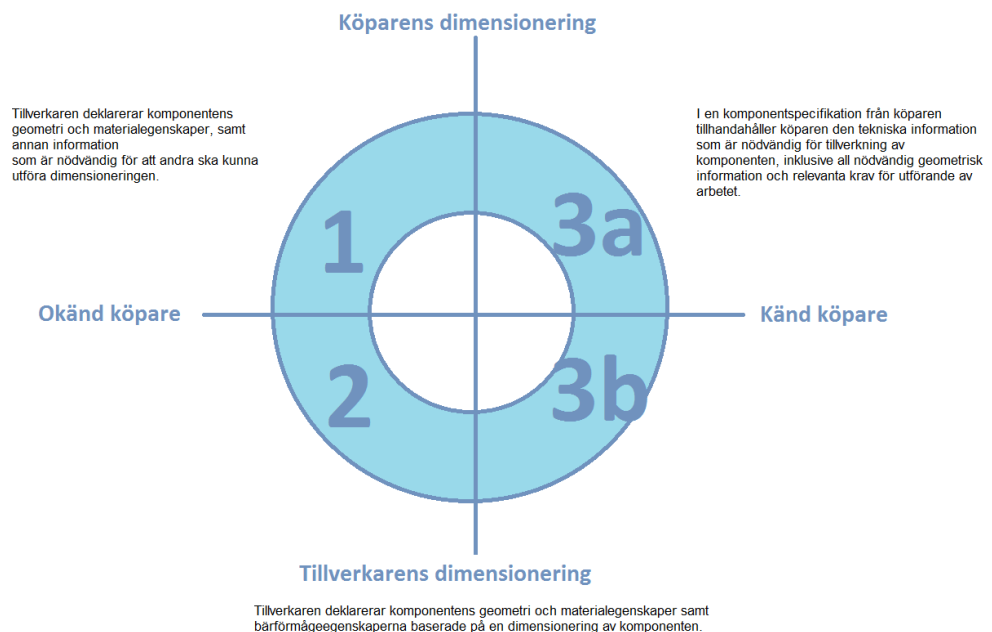 Köparens dimensionering
Tillverkaren deklarerar komponentens
geometri och materialegenskaper, samt
annan information
som är nödvändig för att andra ska kunna
utföra dimensioneringen.
I en komponentspecifikation från köparen
tillhandahåller köparen den tekniska information
som är nödvändig för tillverkning av
komponenten, inklusive all nödvändig geometrisk
information och relevanta krav för utförande av
arbetet.
1
3a
Okänd köpare
Känd köpare
2
3b
Tillverkarens dimensionering
Tillverkaren deklarerar komponentens geometri och materialegenskaper samt
bärförmågeegenskaperna baserade på en dimensionering av komponenten.